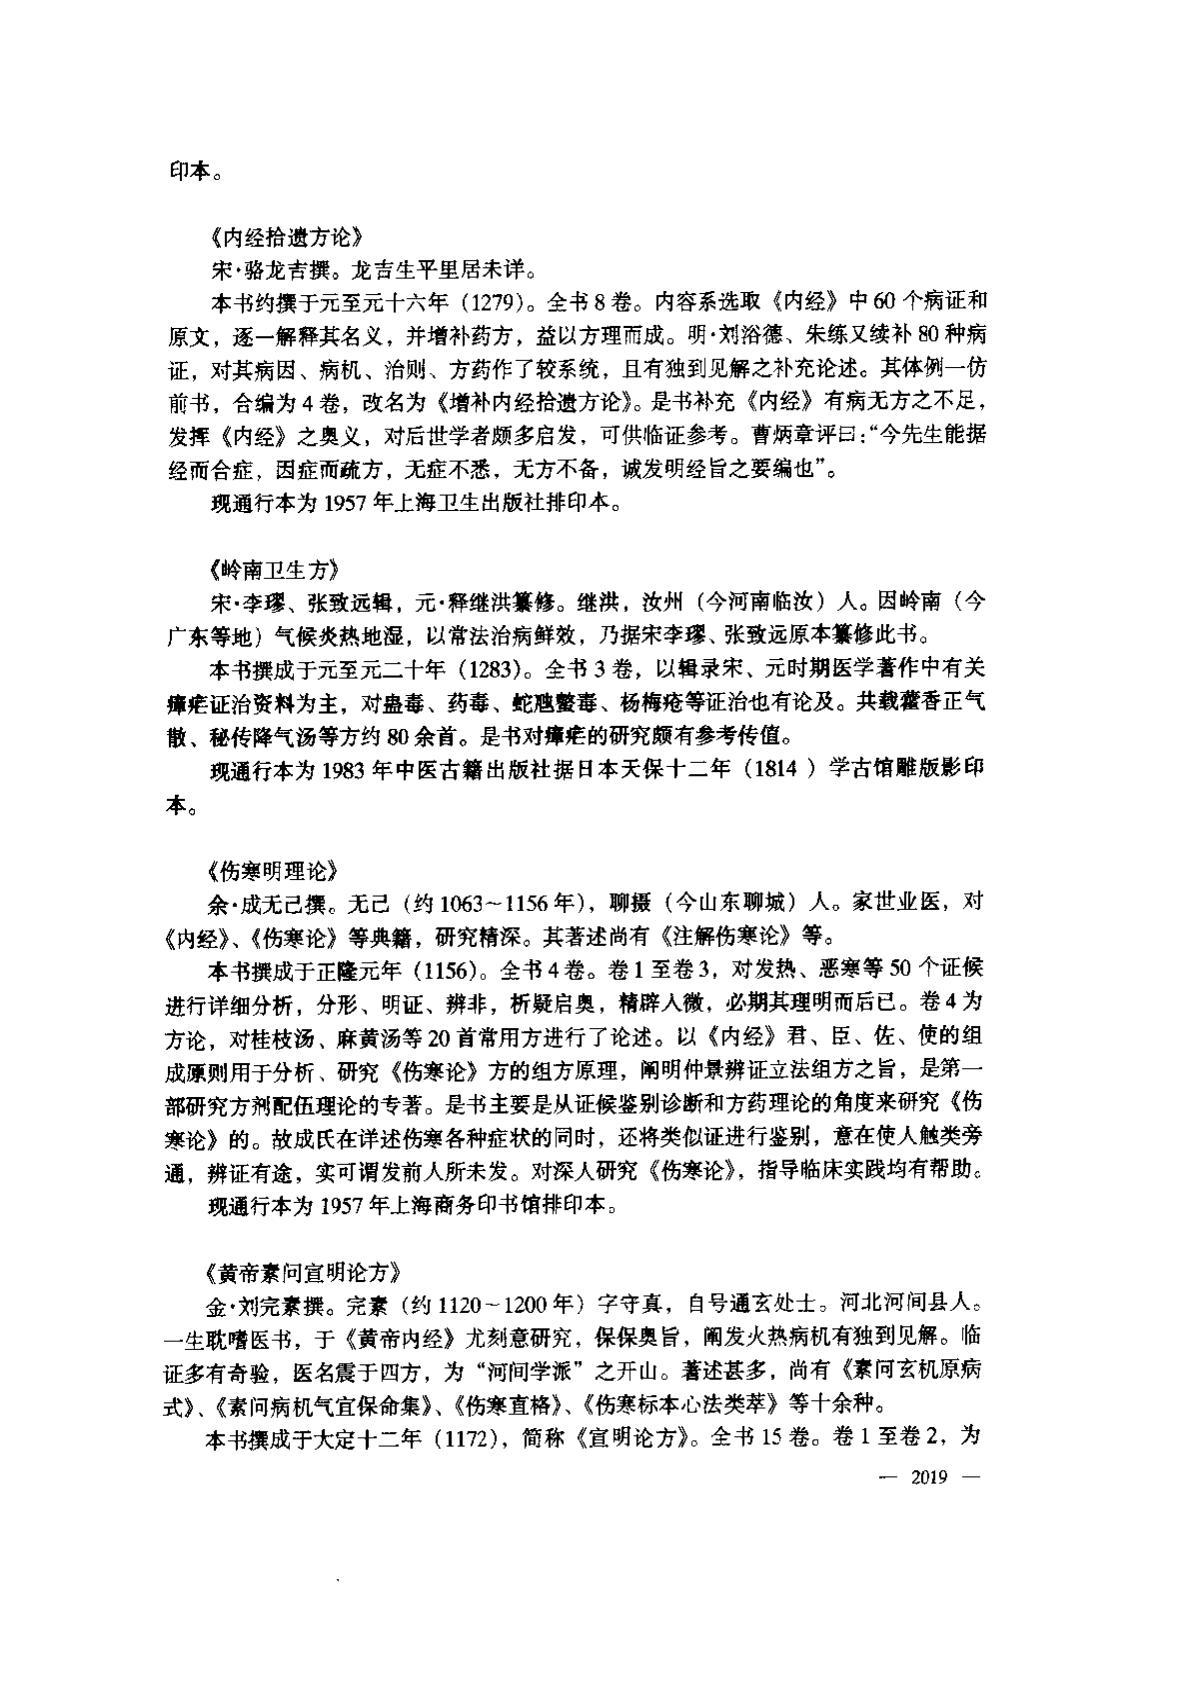 印本。
《内经拾遗方论》
宋·骆龙吉撰。龙吉生平里居未详。
本书约撰于元至元十六年（1279）。全书8卷。内容系选取《内经》中60个病证和
原文，逐一解释其名义，并增补药方，益以方理而成。明·刘浴德、朱练又续补80种病
证，对其病因、病机、治则、方药作了较系统，且有独到见解之补充论述。其体例一仿
前书，合编为4卷，改名为《增补内经拾遗方论》。是书补充《内经》有病无方之不足，
发挥《内经》之奥义，对后世学者颇多启发，可供临证参考。曹炳章评曰：“今先生能据
经而合症，因症而疏方，无症不悉，无方不备，诚发明经旨之要编也”。
现通行本为1957年上海卫生出版社排印本。
《岭南卫生方》
宋·李璆、张致远辑，元·释继洪纂修。继洪，汝州（今河南临汝）人。因岭南（今
广东等地）气候炎热地湿，以常法治病鲜效，乃据宋李璆、张致远原本纂修此书。
本书撰成于元至元二十年（1283）。全书3卷，以辑录宋、元时期医学著作中有关
瘴疟证治资料为主，对蛊毒、药毒、蛇虺螫毒、杨梅疮等证治也有论及。共载藿香正气
散、秘传降气汤等方约80余首。是书对瘴疟的研究颇有参考传值。
现通行本为1983年中医古籍出版社据日本天保十二年（1814 ）学古馆雕版影印
本。
《伤寒明理论》
余·成无己撰。无己（约1063～1156年），聊摄（今山东聊城）人。家世业医，对
《内经》、《伤寒论》等典籍，研究精深。其著述尚有《注解伤寒论》等。
本书撰成于正隆元年（1156）。全书4卷。卷1至卷3，对发热、恶寒等50个证候
进行详细分析，分形、明证、辨非，析疑启奥，精辟人微，必期其理明而后已。卷4为
方论，对桂枝汤、麻黄汤等20首常用方进行了论述。以《内经》君、臣、佐、使的组
成原则用于分析、研究《伤寒论》方的组方原理，阐明仲景辨证立法组方之旨，是第一
部研究方剂配伍理论的专著。是书主要是从证候鉴别诊断和方药理论的角度来研究《伤
寒论》的。故成氏在详述伤寒各种症状的同时，还将类似证进行鉴别，意在使人触类旁
通，辨证有途，实可谓发前人所未发。对深人研究《伤寒论》，指导临床实践均有帮助。
现通行本为1957年上海商务印书馆排印本。
《黄帝素问宣明论方》
金·刘完素撰。完素（约1120～1200年）字守真，自号通玄处士。河北河间县人。
一生耽嗜医书，于《黄帝内经》尤刻意研究，保保奥旨，阐发火热病机有独到见解。临
证多有奇验，医名震于四方，为“河间学派”之开山。著述甚多，尚有《素问玄机原病
式》、《素问病机气宜保命集》、《伤寒直格》、《伤寒标本心法类萃》等十余种。
本书撰成于大定十二年（1172），简称《宣明论方》。全书15卷。卷1至卷2，为
— 2019 —